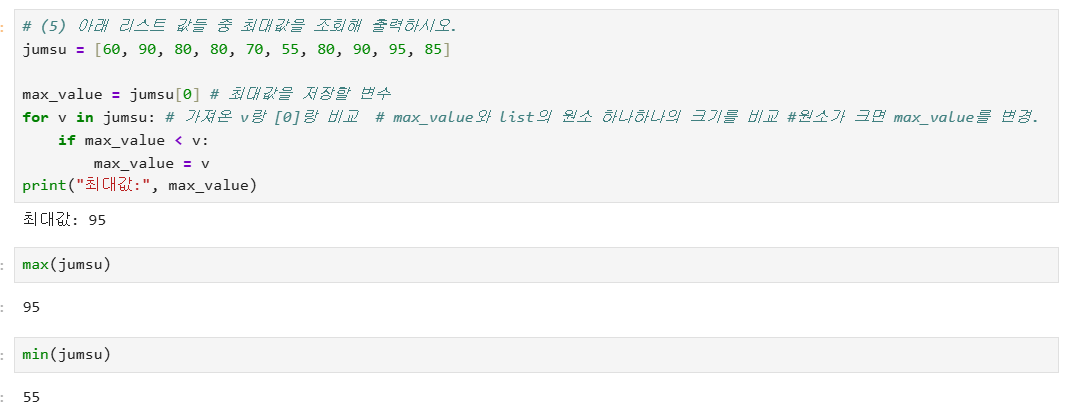 # (5) 아래 리스트 값들 중 최대값을 조회해 출력하시오.
jumsu = [60, 90, 80, 80, 70, 55, 80, 90, 95, 85]
max_value = jumsu[0] # 최대값을 저장할 변수
for v in jumsu: # 가져온 v랑 [0]랑 비교  # max_value와 list의 원소 하나하나의 크기를 비교 #원소가 크면 max_value를 변경.
    if max_value < v:
        max_value = v
print("최대값:", max_value)
최대값: 95
max(jumsu)
95
min(jumsu)
55